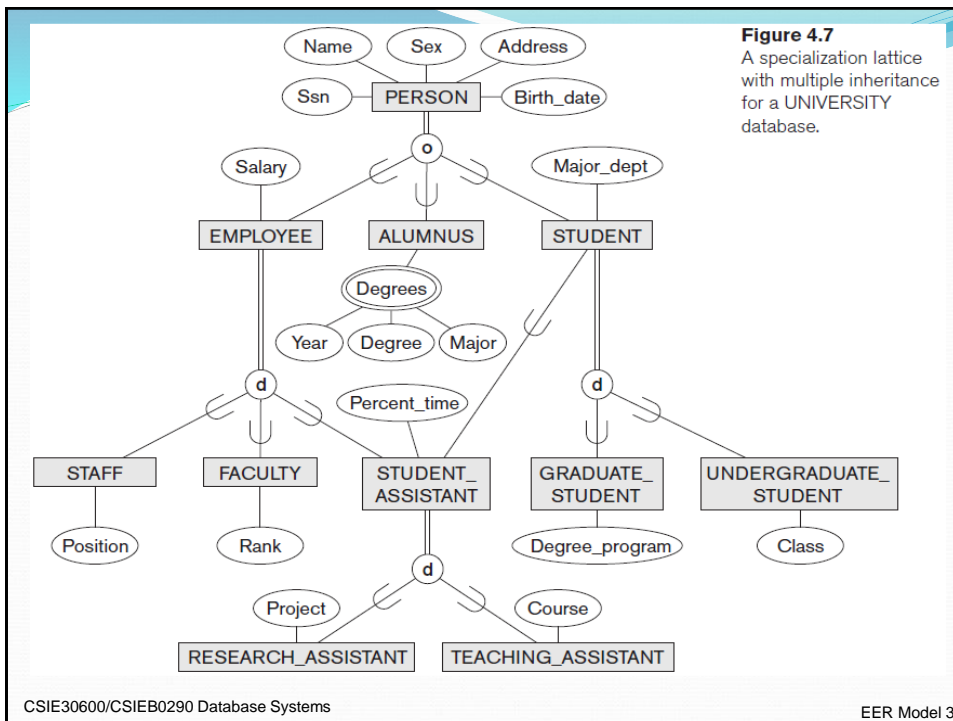 Figure 4.7
A specialization lattice
with multiple inheritance
for a UNIVERSITY
database.
Name
Sex
Address
Ssn
PERSON
Birth_date
o
Salary
Major_dept
EMPLOYEE
ALUMNUS
STUDENT
Degrees
Year
Degree
Major
d
d
Percent_time
STAFF
FACULTY
STUDENT_
ASSISTANT
GRADUATE_
STUDENT
UNDERGRADUATE_
STUDENT
Position
Rank
Degree_program
Class
d
Project
Course
RESEARCH_ASSISTANT
TEACHING_ASSISTANT
CSIE30600/CSIEB0290 Database Systems
EER Model 3